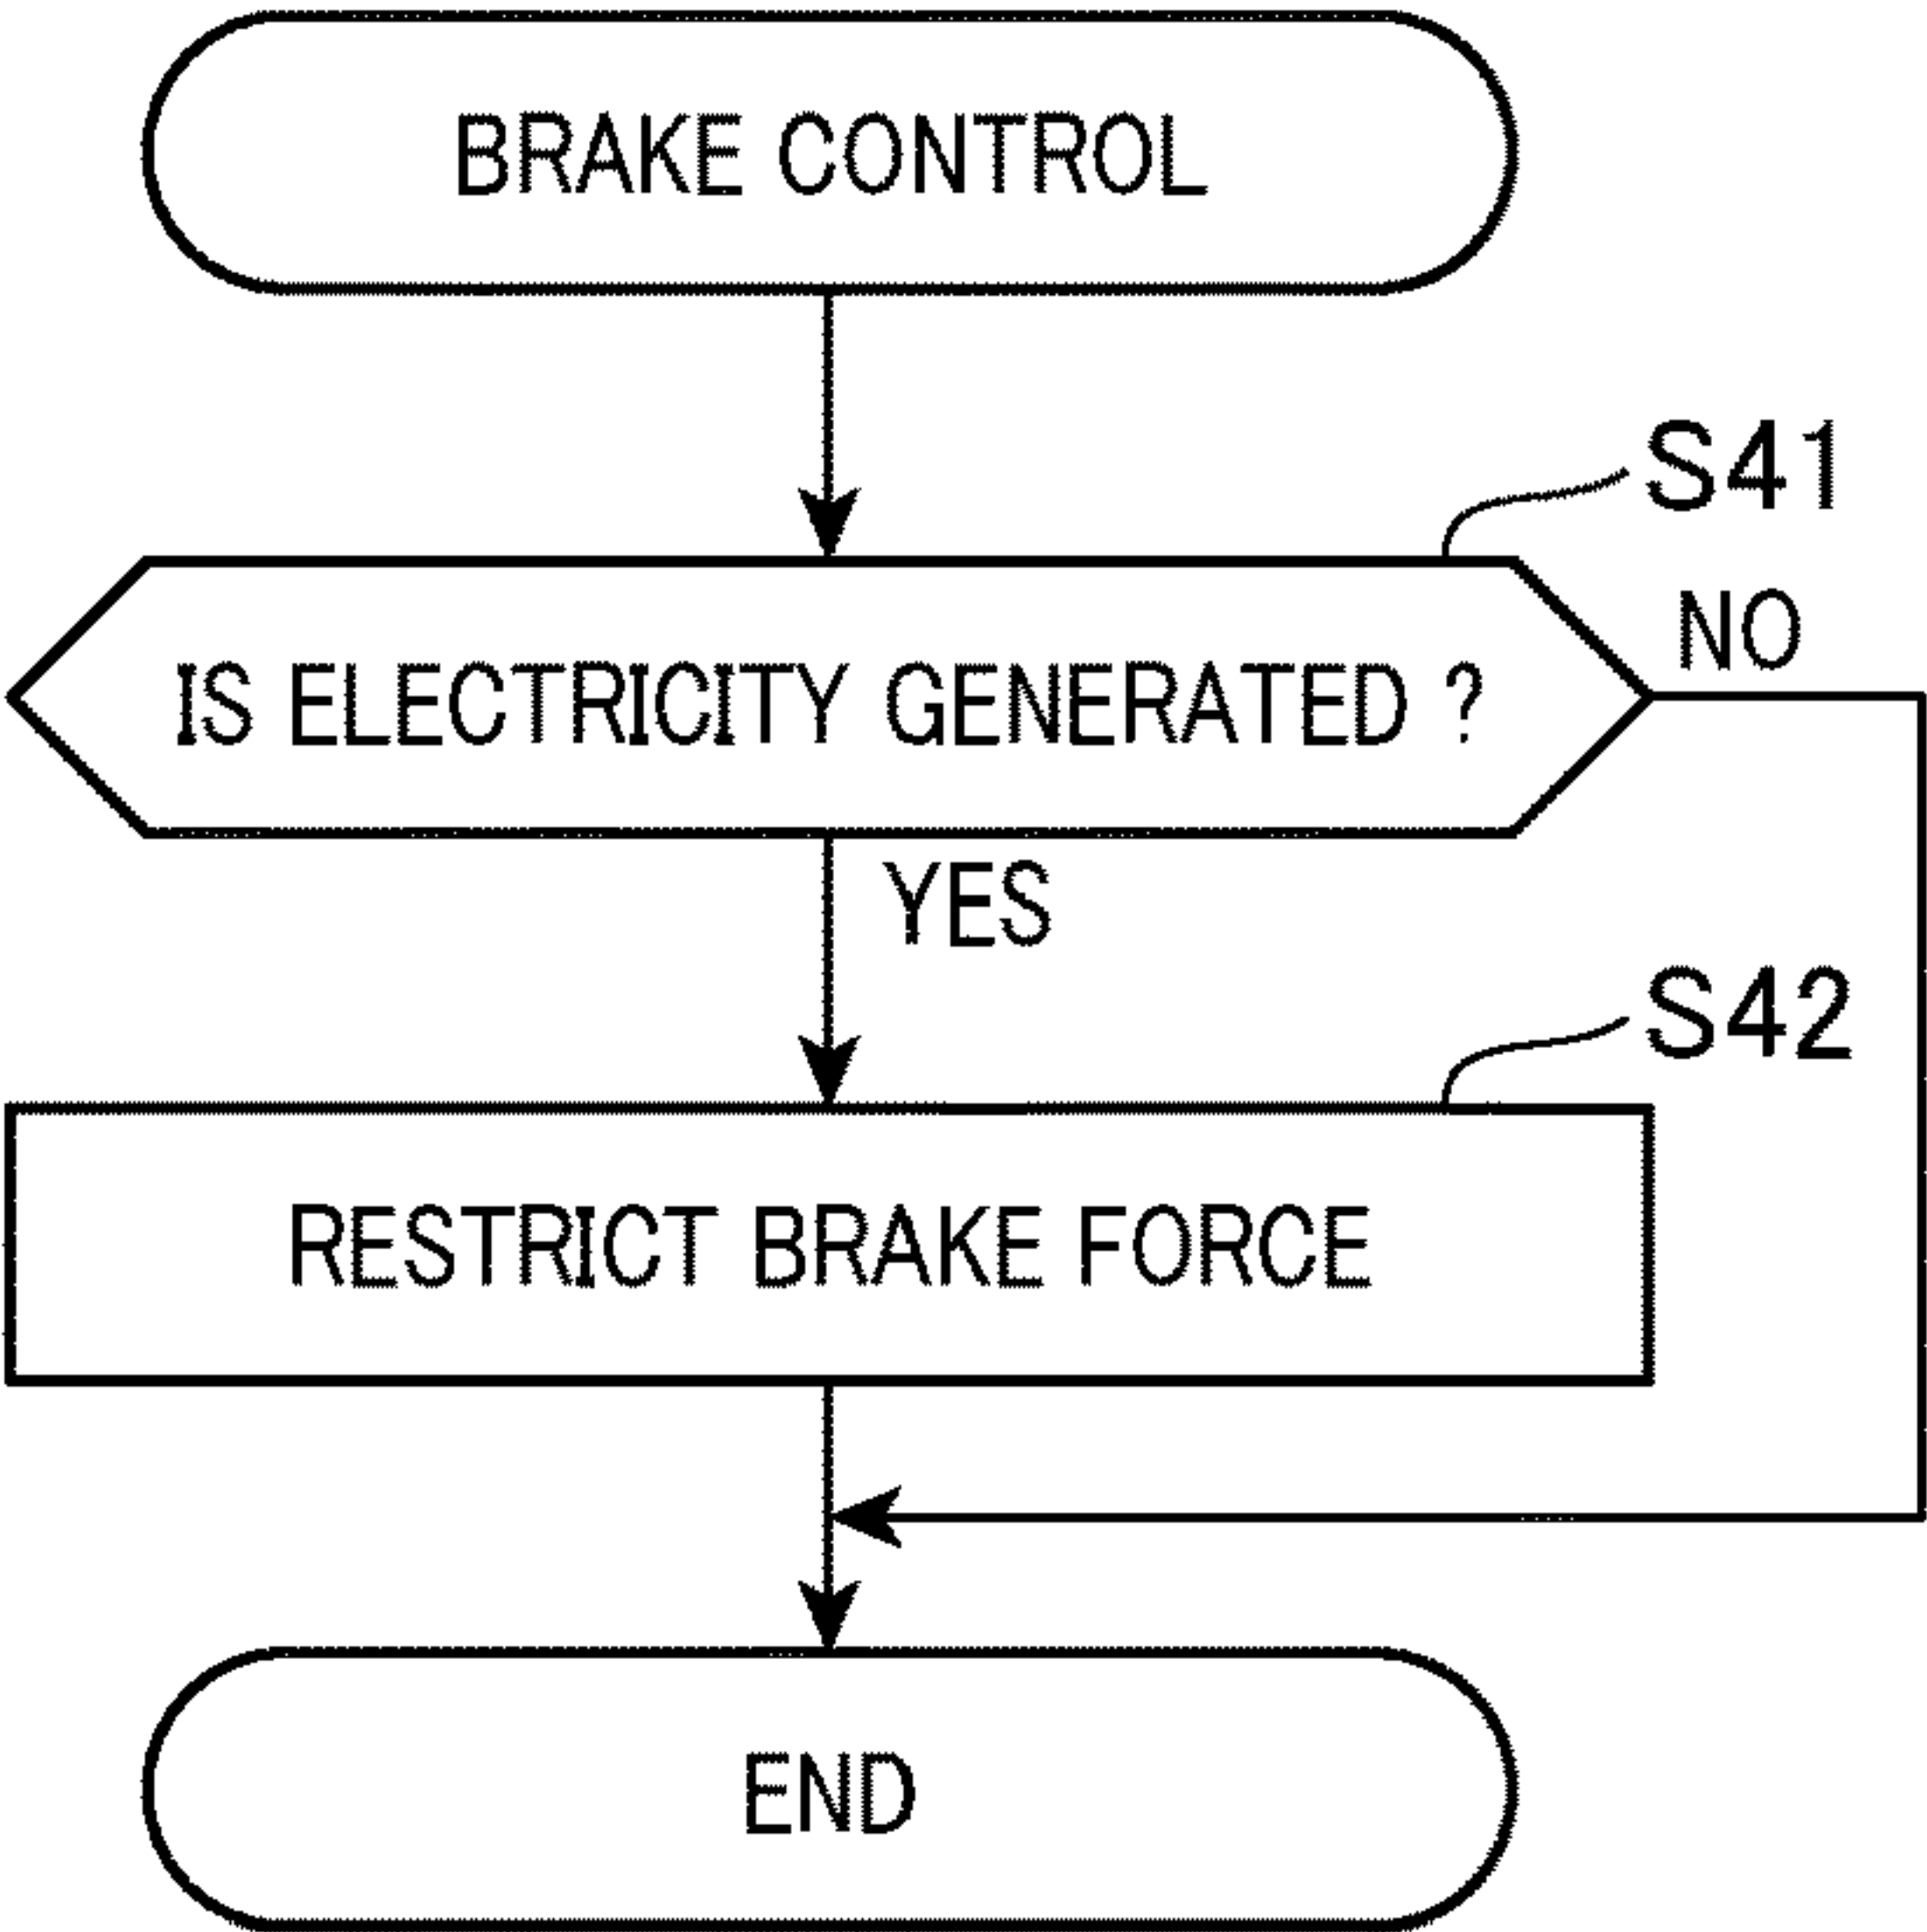 BRAKE CONTROL
S41
IS ELECTRICITY GENERATED ?
NO
YES
S42
RESTRICT BRAKE FORCE
END